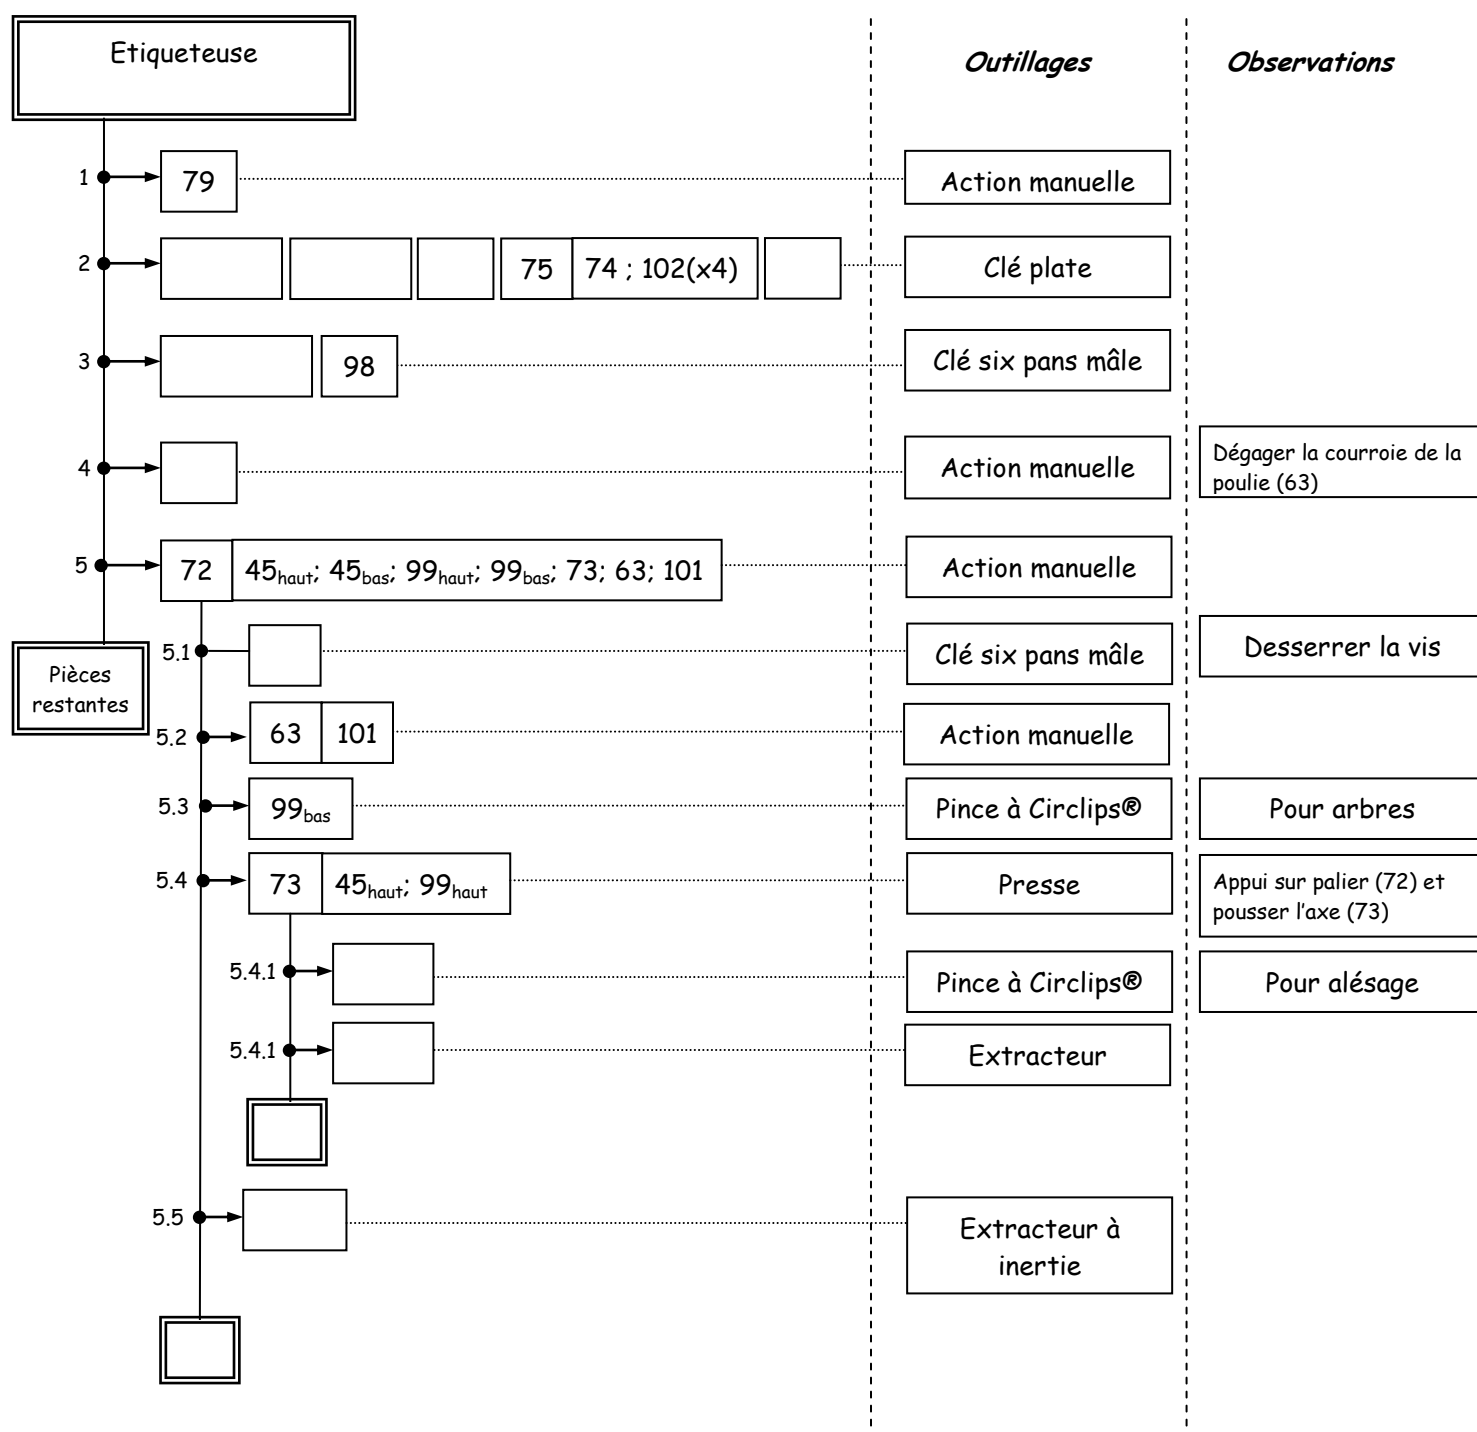 Etiqueteuse
Outillages
Observations
1
79
Action manuelle
2
75
74 ; 102(x4)
Clé plate
3
98
Clé six pans mâle
4
Action manuelle
Dégager la courroie de la
poulie (63)
5
72
45haut; 45bas; 99haut; 99bas; 73; 63; 101
Action manuelle
Pièces
restantes
5.1
Clé six pans mâle
Desserrer la vis
5.2
63
101
Action manuelle
5.3
99bas
Pince à Circlips®
Pour arbres
5.4
73
45haut; 99haut
Presse
Appui sur palier (72) et
pousser l'axe (73)
5.4.1
Pince à Circlips®
Pour alésage
5.4.1
Extracteur
5.5
Extracteur à
inertie